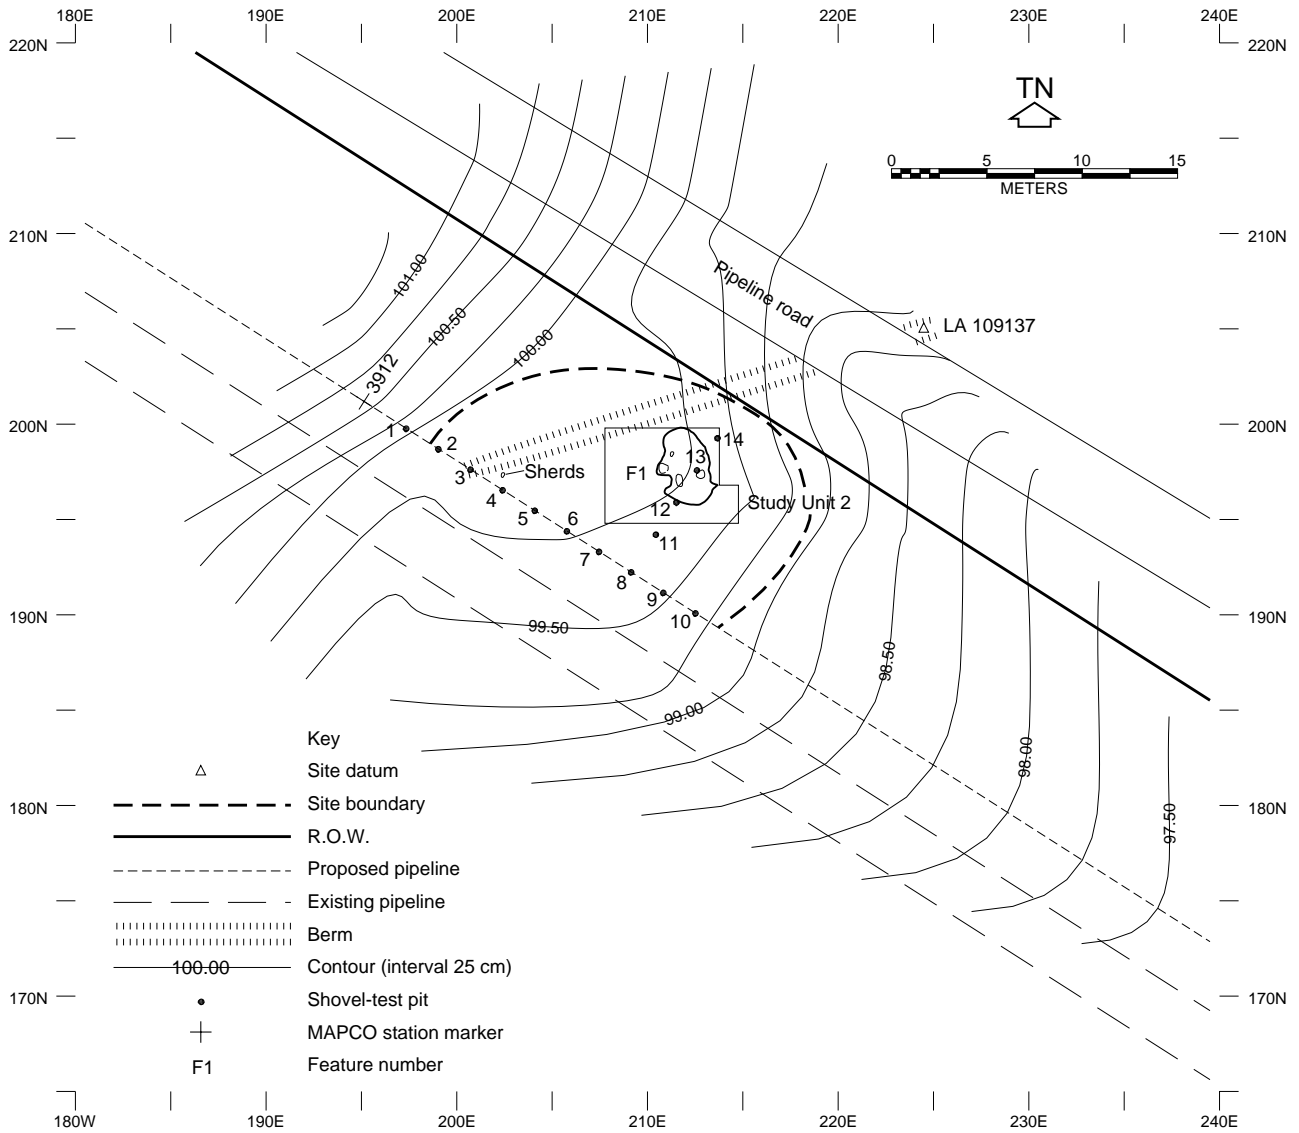 180E 190E 200E 210E 220E 230E 240E
220N 220N
TN
0 5 10 15
METERS
210N 210N
Pipeline road
101.00
LA 109137
100.50
100.00
3912
200N 200N
1
2
14
13
3
Sherds
F1
4
12
Study Unit 2
5
6
11
7
8
9
190N 190N
10
99.50
98.50
99.00
Key
98.00
Site datum
180N 180N
Site boundary
97.50
R.O.W.
Proposed pipeline
Existing pipeline
Berm
100.00 Contour (interval 25 cm)
170N 170N
Shovel-test pit
MAPCO station marker
F1 Feature number
180W 190E 200E 210E 220E 230E 240E